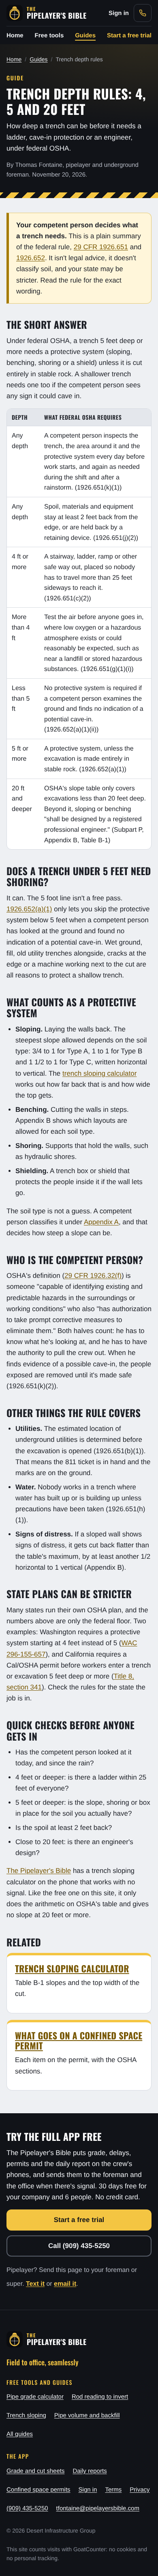 THE
PIPELAYER'S BIBLE
Sign in
Home Free tools Guides Start a free trial
Home / Guides / Trench depth rules
GUIDE
TRENCH DEPTH RULES: 4,
5 AND 20 FEET
How deep a trench can be before it needs a
ladder, a cave-in protection or an engineer,
under federal OSHA.
By Thomas Fontaine, pipelayer and underground
foreman. November 20, 2026.
Your competent person decides what
a trench needs. This is a plain summary
of the federal rule, 29 CFR 1926.651 and
1926.652. It isn't legal advice, it doesn't
classify soil, and your state may be
stricter. Read the rule for the exact
wording.
THE SHORT ANSWER
Under federal OSHA, a trench 5 feet deep or
more needs a protective system (sloping,
benching, shoring or a shield) unless it is cut
entirely in stable rock. A shallower trench
needs one too if the competent person sees
any sign it could cave in.
DEPTH WHAT FEDERAL OSHA REQUIRES
Any
depth
A competent person inspects the
trench, the area around it and the
protective system every day before
work starts, and again as needed
during the shift and after a
rainstorm. (1926.651(k)(1))
Any
depth
Spoil, materials and equipment
stay at least 2 feet back from the
edge, or are held back by a
retaining device. (1926.651(j)(2))
4 ft or
more
A stairway, ladder, ramp or other
safe way out, placed so nobody
has to travel more than 25 feet
sideways to reach it.
(1926.651(c)(2))
More
than 4
ft
Test the air before anyone goes in,
where low oxygen or a hazardous
atmosphere exists or could
reasonably be expected, such as
near a landfill or stored hazardous
substances. (1926.651(g)(1)(i))
Less
than 5
ft
No protective system is required if
a competent person examines the
ground and finds no indication of a
potential cave-in.
(1926.652(a)(1)(ii))
5 ft or
more
A protective system, unless the
excavation is made entirely in
stable rock. (1926.652(a)(1))
20 ft
and
deeper
OSHA's slope table only covers
excavations less than 20 feet deep.
Beyond it, sloping or benching
"shall be designed by a registered
professional engineer." (Subpart P,
Appendix B, Table B-1)
DOES A TRENCH UNDER 5 FEET NEED
SHORING?
It can. The 5 foot line isn't a free pass.
1926.652(a)(1) only lets you skip the protective
system below 5 feet when a competent person
has looked at the ground and found no
indication of a potential cave-in. Wet ground,
fill, old utility trenches alongside, cracks at the
edge or a machine working next to the cut are
all reasons to protect a shallow trench.
WHAT COUNTS AS A PROTECTIVE
SYSTEM
• Sloping. Laying the walls back. The
steepest slope allowed depends on the soil
type: 3/4 to 1 for Type A, 1 to 1 for Type B
and 1 1/2 to 1 for Type C, written horizontal
to vertical. The trench sloping calculator
shows how far back that is and how wide
the top gets.
• Benching. Cutting the walls in steps.
Appendix B shows which layouts are
allowed for each soil type.
• Shoring. Supports that hold the walls, such
as hydraulic shores.
• Shielding. A trench box or shield that
protects the people inside it if the wall lets
go.
The soil type is not a guess. A competent
person classifies it under Appendix A, and that
decides how steep a slope can be.
WHO IS THE COMPETENT PERSON?
OSHA's definition (29 CFR 1926.32(f)) is
someone "capable of identifying existing and
predictable hazards in the surroundings or
working conditions" who also "has authorization
to take prompt corrective measures to
eliminate them." Both halves count: he has to
know what he's looking at, and he has to be
able to stop the work over it. When he finds
evidence of a possible cave-in, the people
exposed are removed until it's made safe
(1926.651(k)(2)).
OTHER THINGS THE RULE COVERS
• Utilities. The estimated location of
underground utilities is determined before
the excavation is opened (1926.651(b)(1)).
That means the 811 ticket is in hand and the
marks are on the ground.
• Water. Nobody works in a trench where
water has built up or is building up unless
precautions have been taken (1926.651(h)
(1)).
• Signs of distress. If a sloped wall shows
signs of distress, it gets cut back flatter than
the table's maximum, by at least another 1/2
horizontal to 1 vertical (Appendix B).
STATE PLANS CAN BE STRICTER
Many states run their own OSHA plan, and the
federal numbers are only the national floor. Two
examples: Washington requires a protective
system starting at 4 feet instead of 5 (WAC
296-155-657), and California requires a
Cal/OSHA permit before workers enter a trench
or excavation 5 feet deep or more (Title 8,
section 341). Check the rules for the state the
job is in.
QUICK CHECKS BEFORE ANYONE
GETS IN
• Has the competent person looked at it
today, and since the rain?
• 4 feet or deeper: is there a ladder within 25
feet of everyone?
• 5 feet or deeper: is the slope, shoring or box
in place for the soil you actually have?
• Is the spoil at least 2 feet back?
• Close to 20 feet: is there an engineer's
design?
The Pipelayer's Bible has a trench sloping
calculator on the phone that works with no
signal. Like the free one on this site, it only
does the arithmetic on OSHA's table and gives
no slope at 20 feet or more.
RELATED
TRENCH SLOPING CALCULATOR
Table B-1 slopes and the top width of the
cut.
WHAT GOES ON A CONFINED SPACE
PERMIT
Each item on the permit, with the OSHA
sections.
TRY THE FULL APP FREE
The Pipelayer's Bible puts grade, delays,
permits and the daily report on the crew's
phones, and sends them to the foreman and
the office when there's signal. 30 days free for
your company and 6 people. No credit card.
Start a free trial
Call (909) 435-5250
Pipelayer? Send this page to your foreman or
super. Text it or email it.
THE
PIPELAYER'S BIBLE
Field to office, seamlessly
FREE TOOLS AND GUIDES
Pipe grade calculator Rod reading to invert
Trench sloping Pipe volume and backfill
All guides
THE APP
Grade and cut sheets Daily reports
Confined space permits Sign in Terms Privacy
(909) 435-5250 tfontaine@pipelayersbible.com
© 2026 Desert Infrastructure Group
This site counts visits with GoatCounter: no cookies and
no personal tracking.